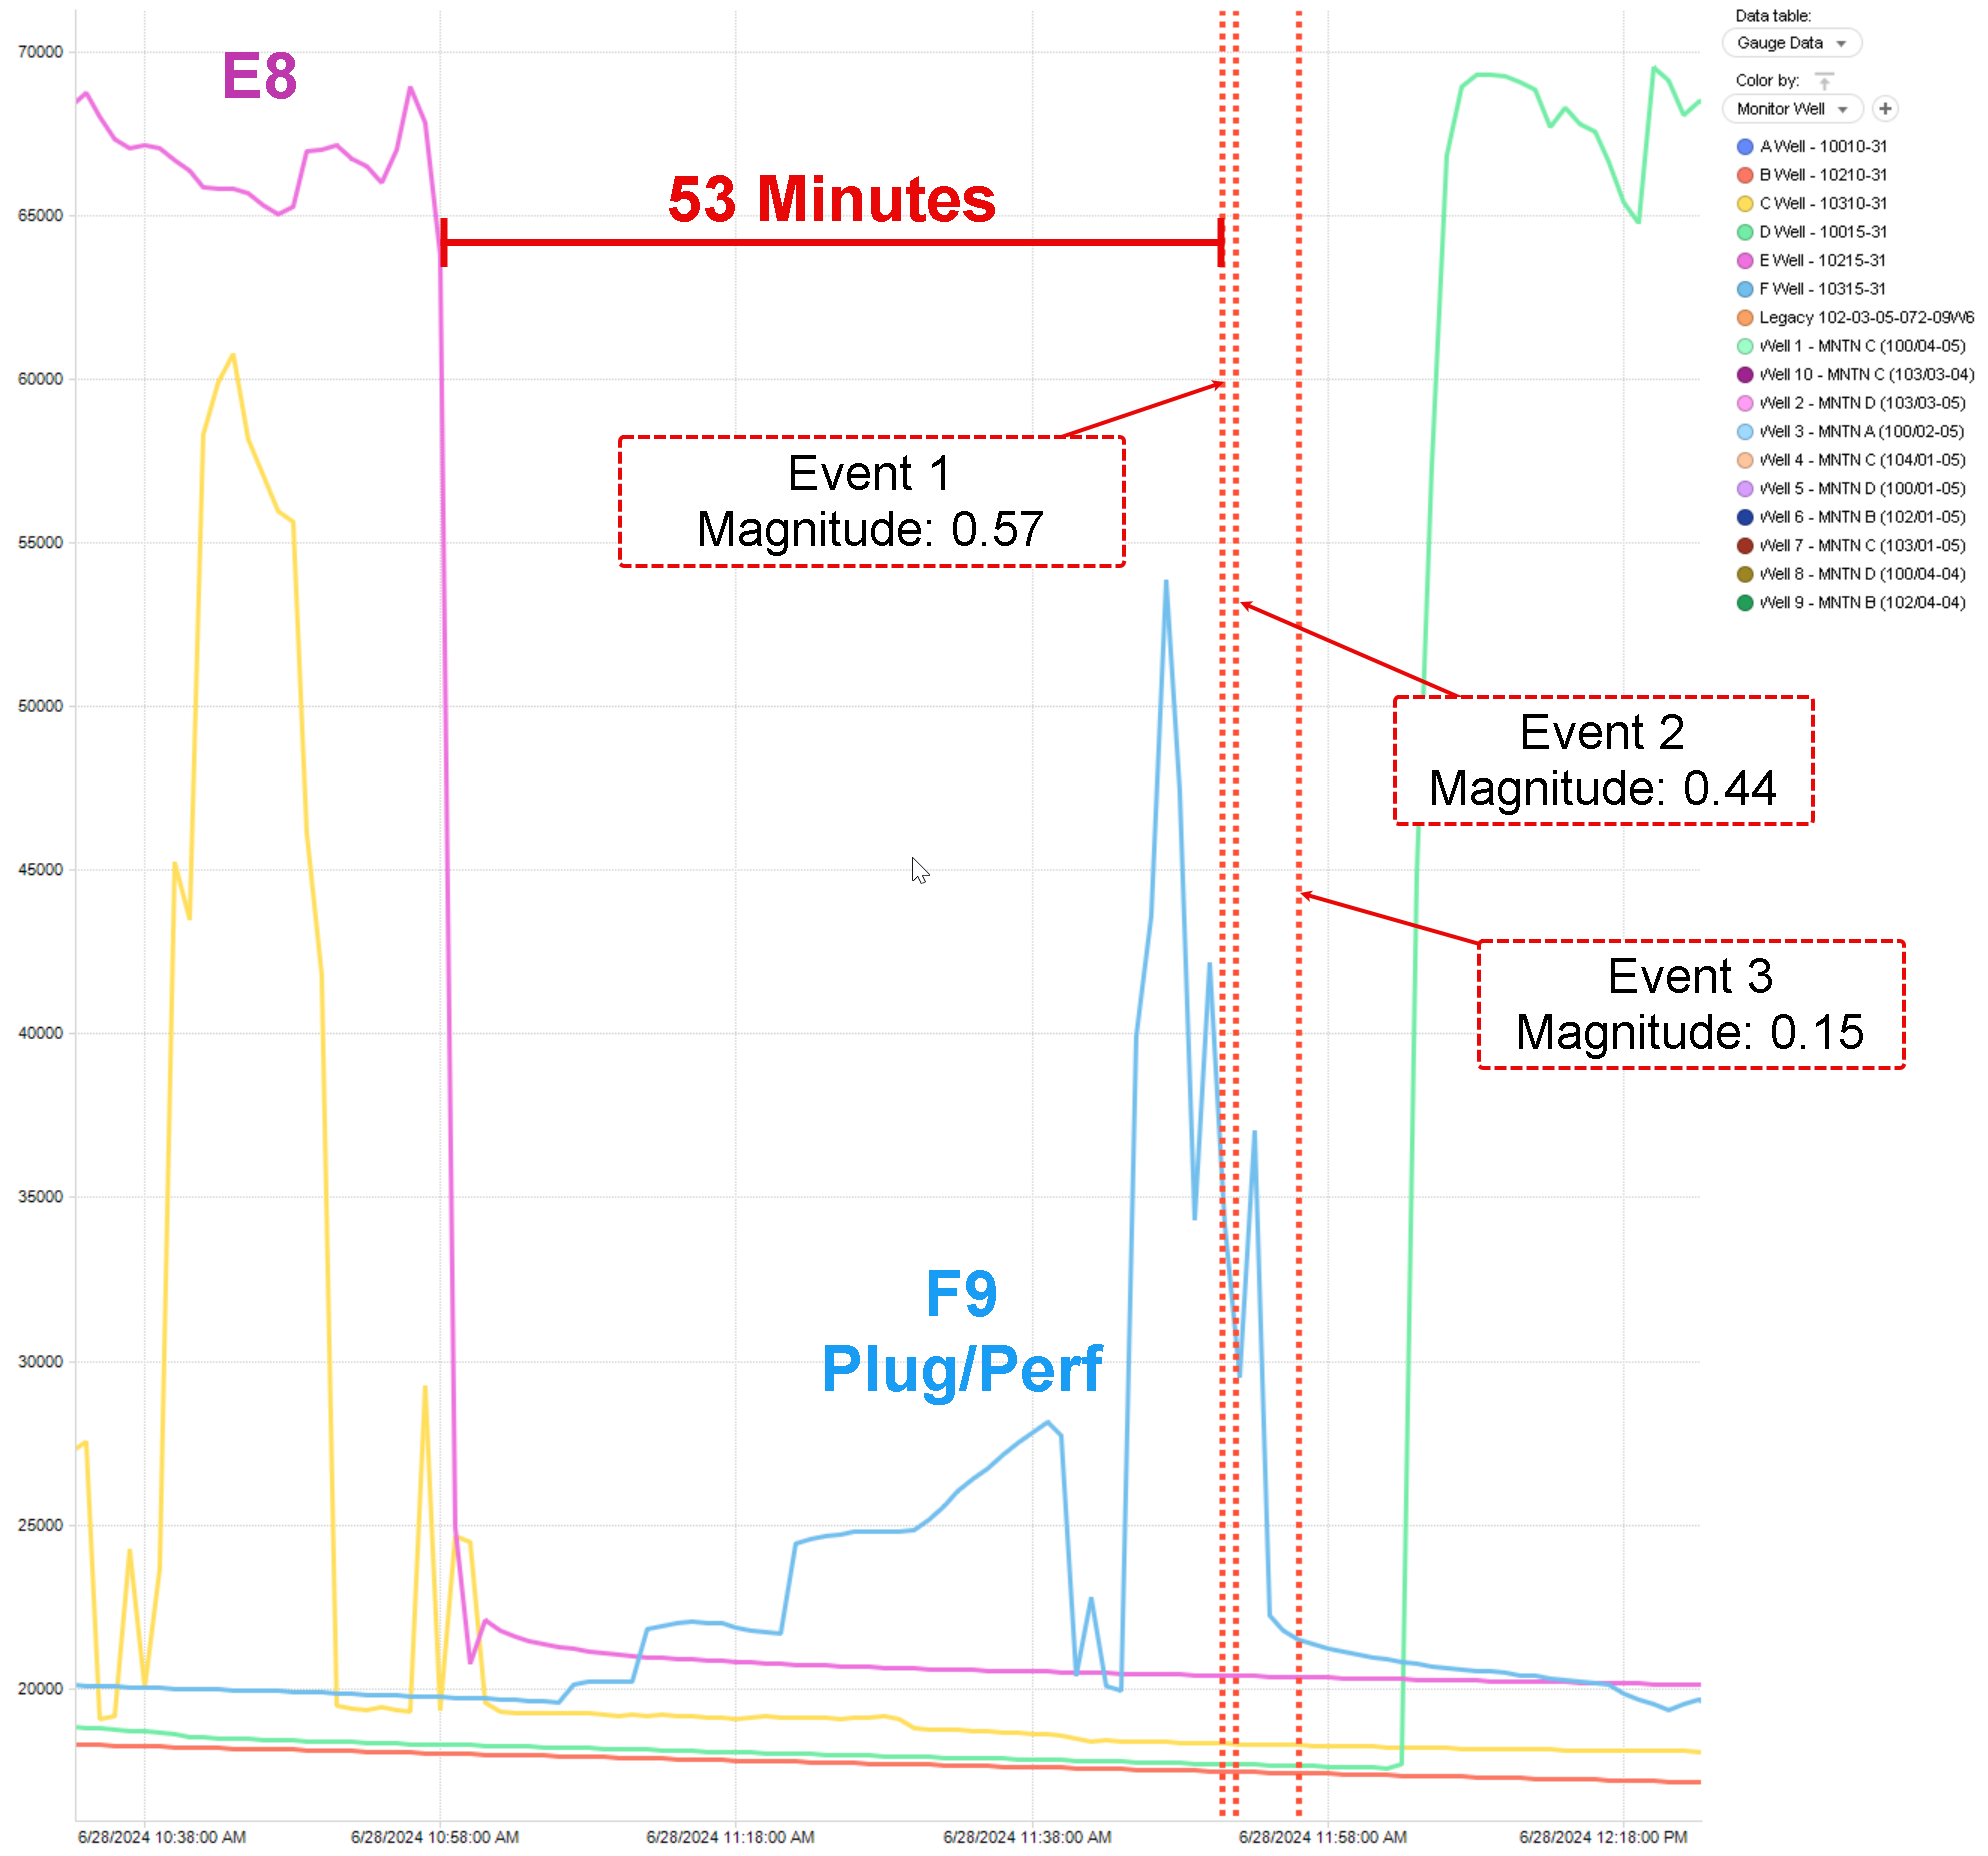 Data table:
Gauge Data
Color by:
Monitor Well
A Well - 10010-31
B Well - 10210-31
C Well - 10310-31
D Well - 10015-31
E Well - 10215-31
F Well - 10315-31
Legacy 102-03-05-072-09W6
Well 1 - MNTN C (100/04-05)
Well 10 - MNTN C (103/03-04)
Well 2 - MNTN D (103/03-05)
Well 3 - MNTN A (100/02-05)
Well 4 - MNTN C (104/01-05)
Well 5 - MNTN D (100/01-05)
Well 6 - MNTN B (102/01-05)
Well 7 - MNTN C (103/01-05)
Well 8 - MNTN D (100/04-04)
Well 9 - MNTN B (102/04-04)
E8
53 Minutes
Event 1
Magnitude: 0.57
Event 2
Magnitude: 0.44
Event 3
Magnitude: 0.15
F9
Plug/Perf
70000
65000
60000
55000
50000
45000
40000
35000
30000
25000
20000
6/28/2024 10:38:00 AM
6/28/2024 10:58:00 AM
6/28/2024 11:18:00 AM
6/28/2024 11:38:00 AM
6/28/2024 11:58:00 AM
6/28/2024 12:18:00 PM